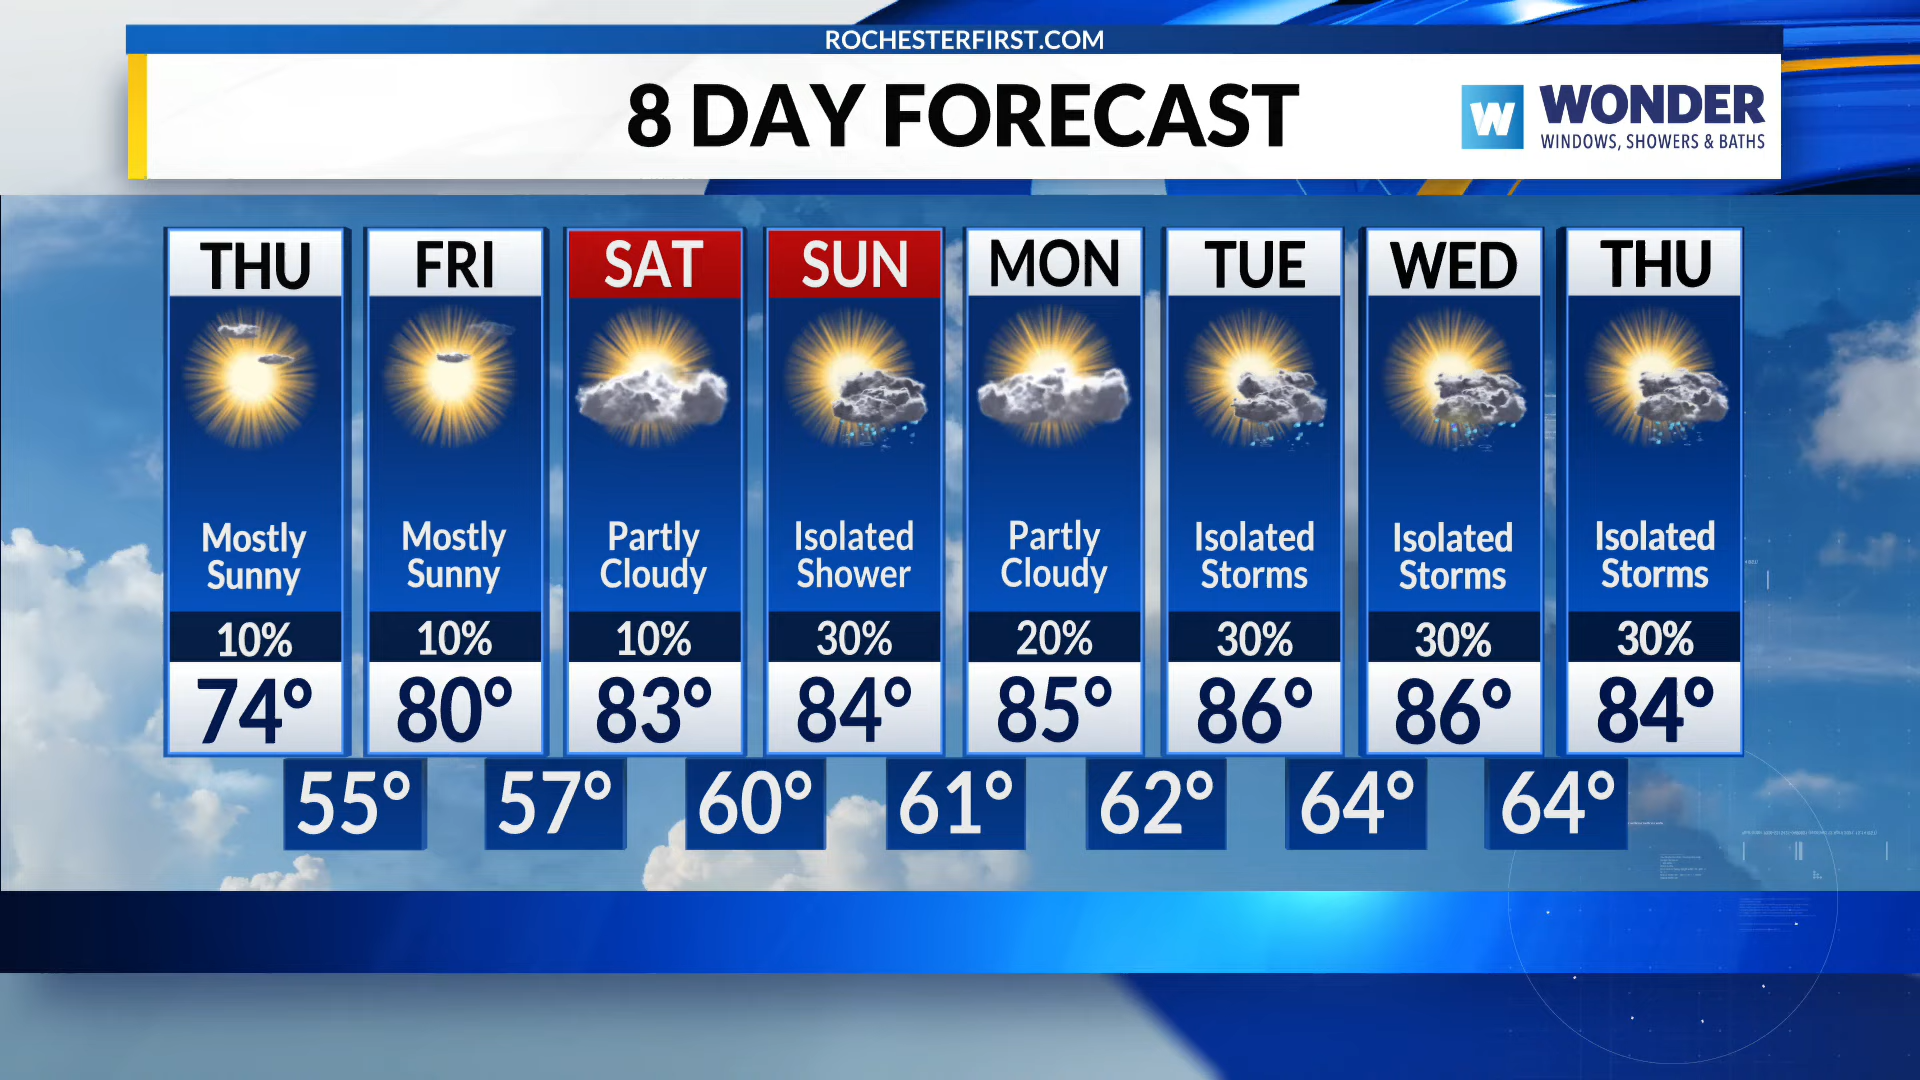 ROCHESTERFIRST.COM
8 DAY FORECAST
W WONDER
WINDOWS, SHOWERS & BATHS
THU FRI SAT SUN MON TUE WED THU
Mostly Mostly Partly Isolated Partly Isolated Isolated Isolated
Sunny Sunny Cloudy Shower Cloudy Storms Storms Storms
10% 10% 10% 30% 20% 30% 30% 30%
74° 80° 83° 84° 85° 86° 86° 84°
55° 57° 60° 61° 62° 64° 64°